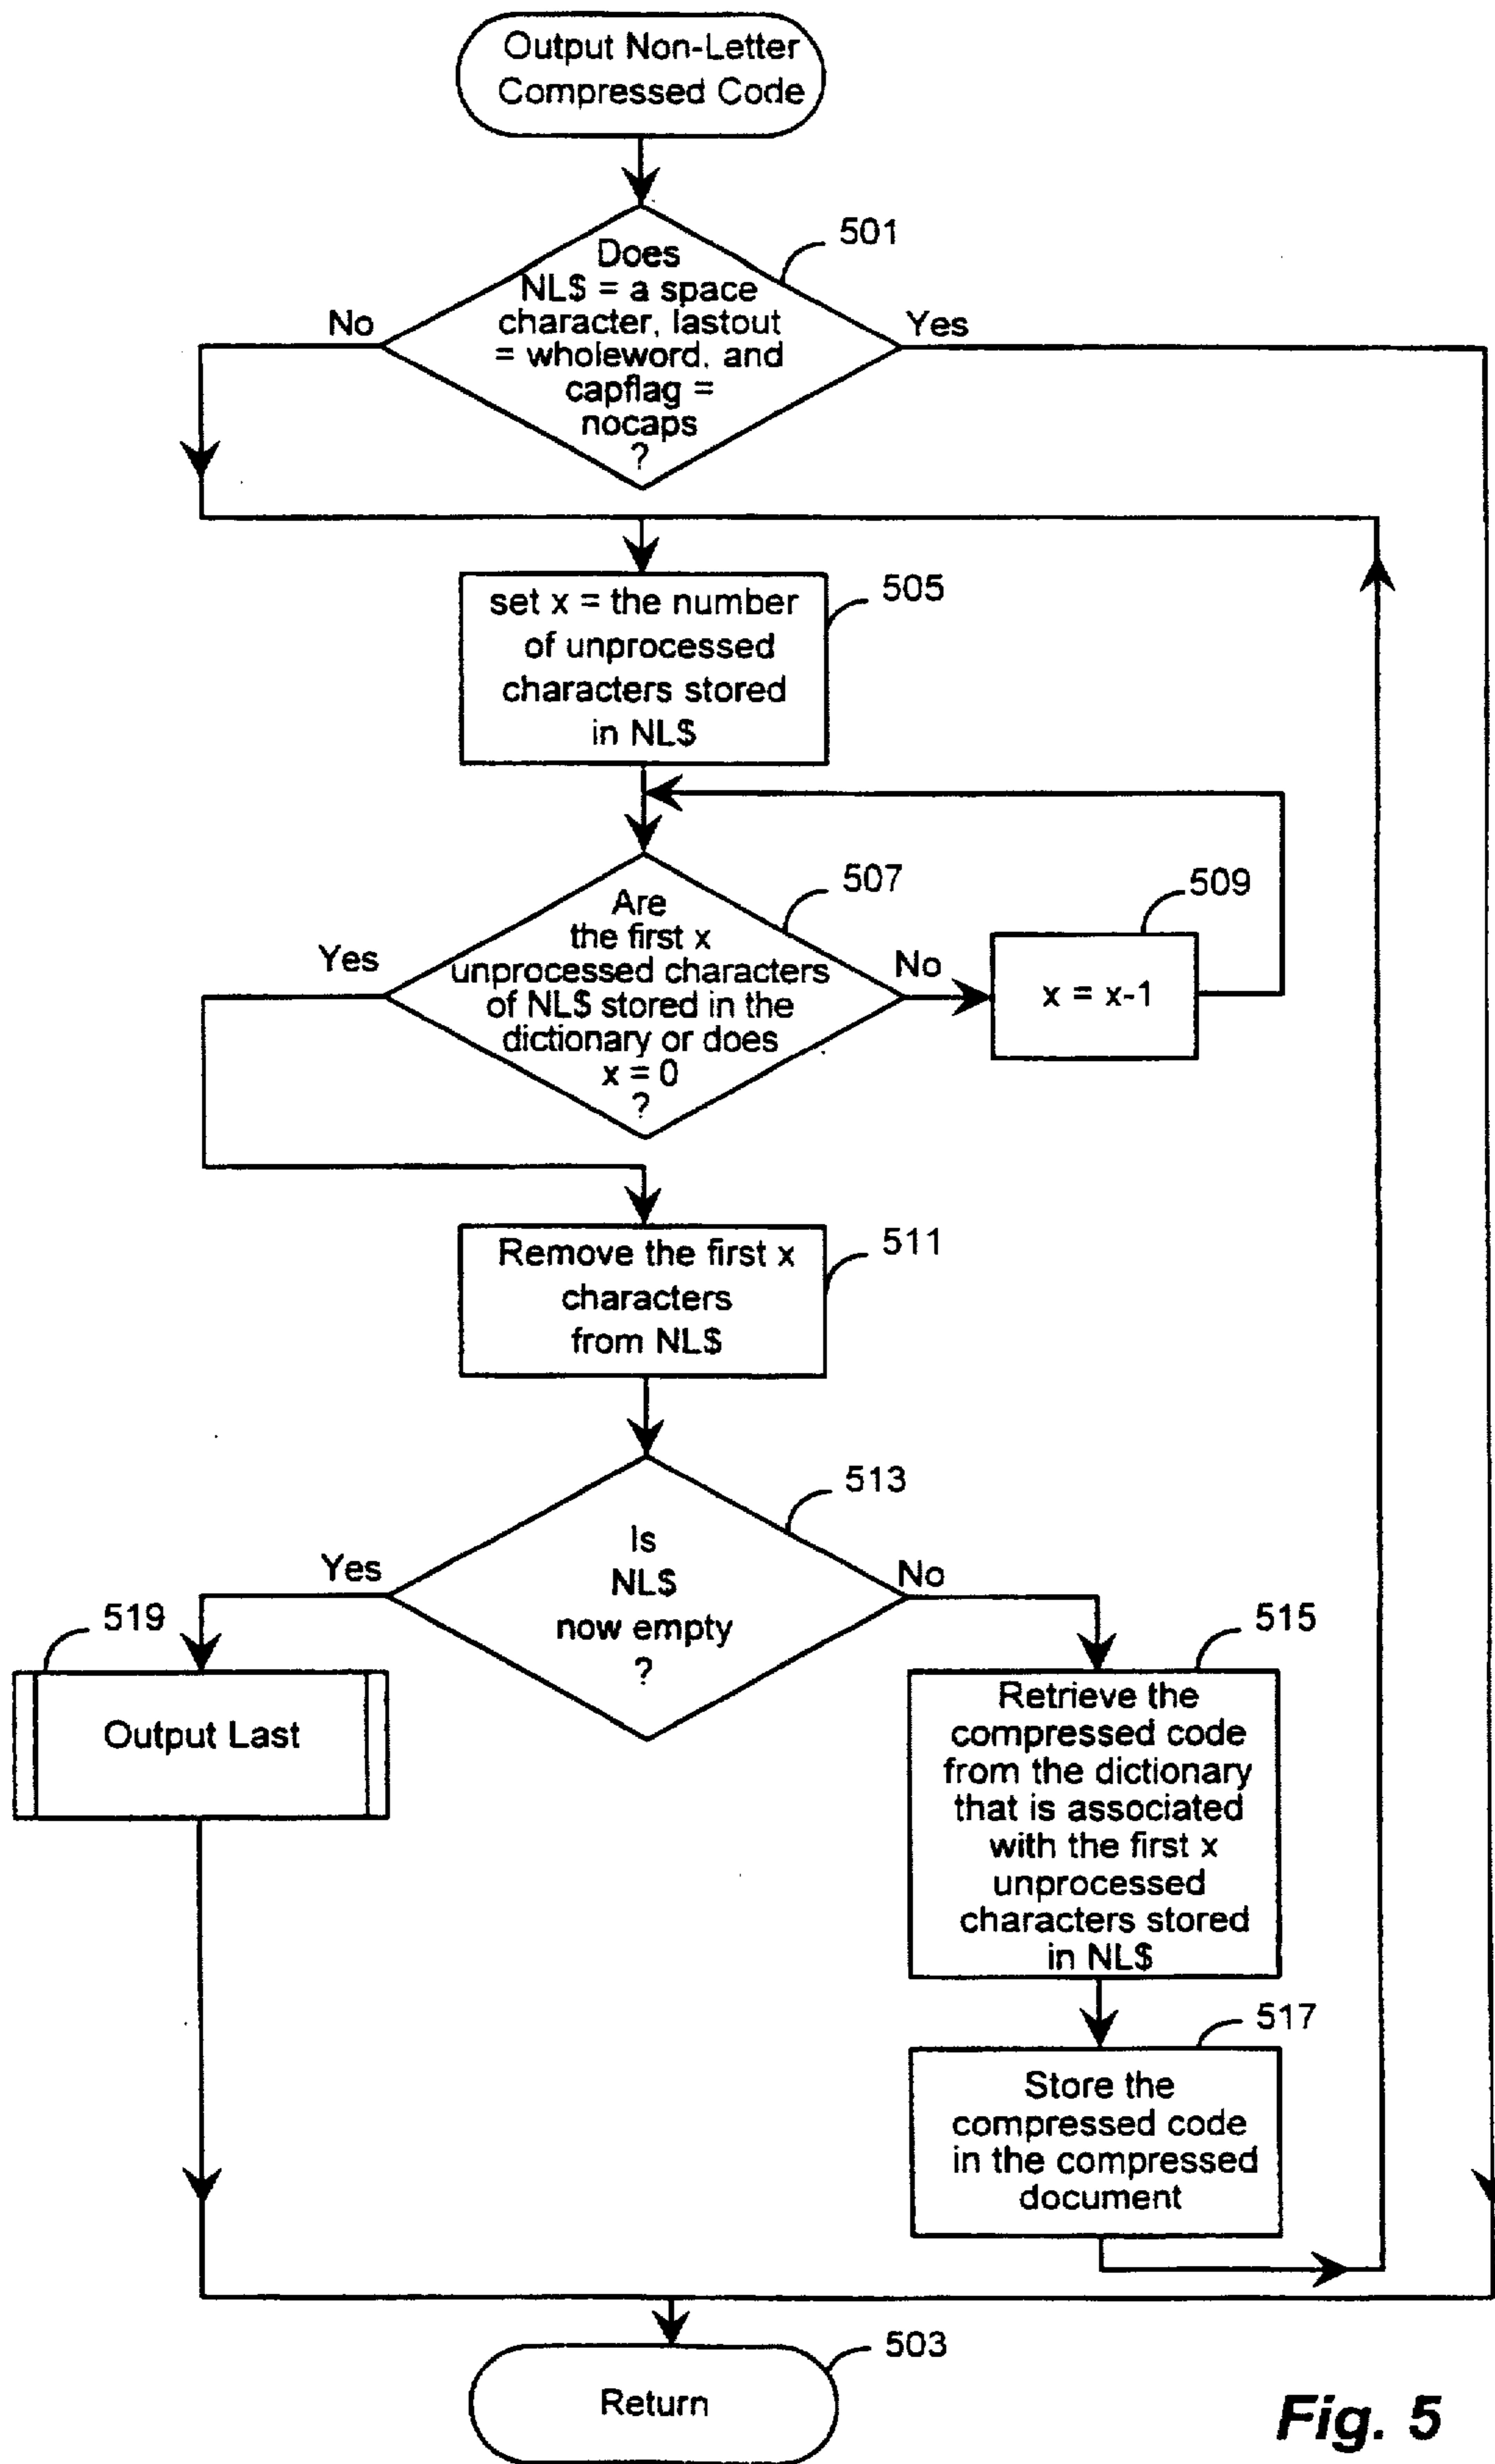 Output Non-Letter
Compressed Code
501
Does
NL$ = a space
character, lastout
= wholeword, and
capflag =
nocaps
?
No
Yes
505
set x = the number
of unprocessed
characters stored
in NL$
507
509
Are
the first x
unprocessed characters
of NL$ stored in the
dictionary or does
x = 0
?
Yes
No
x = x-1
511
Remove the first x
characters
from NL$
513
Is
NL$
now empty
?
Yes
No
519
Output Last
515
Retrieve the
compressed code
from the dictionary
that is associated
with the first x
unprocessed
characters stored
in NL$
517
Store the
compressed code
in the compressed
document
503
Return
Fig. 5